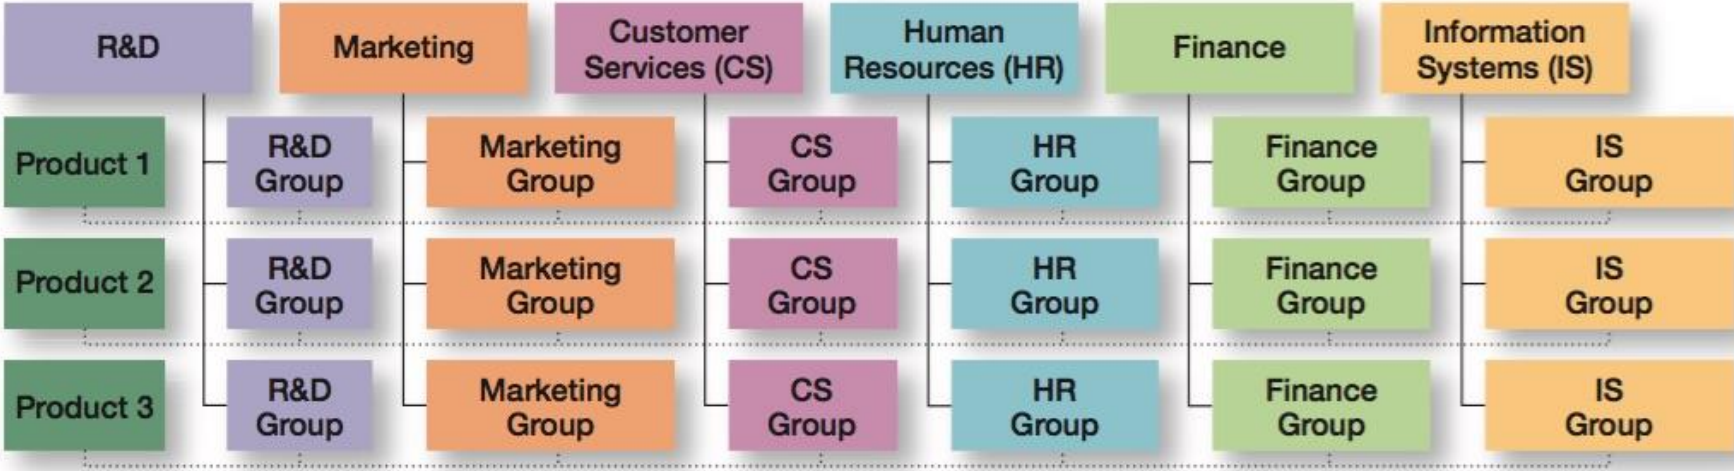 R&D
Marketing
Customer
Services (CS)
Human
Resources (HR)
Finance
Information
Systems (IS)
Product 1
R&D
Group
Marketing
Group
CS
Group
HR
Group
Finance
Group
IS
Group
Product 2
R&D
Group
Marketing
Group
CS
Group
HR
Group
Finance
Group
IS
Group
Product 3
R&D
Group
Marketing
Group
CS
Group
HR
Group
Finance
Group
IS
Group